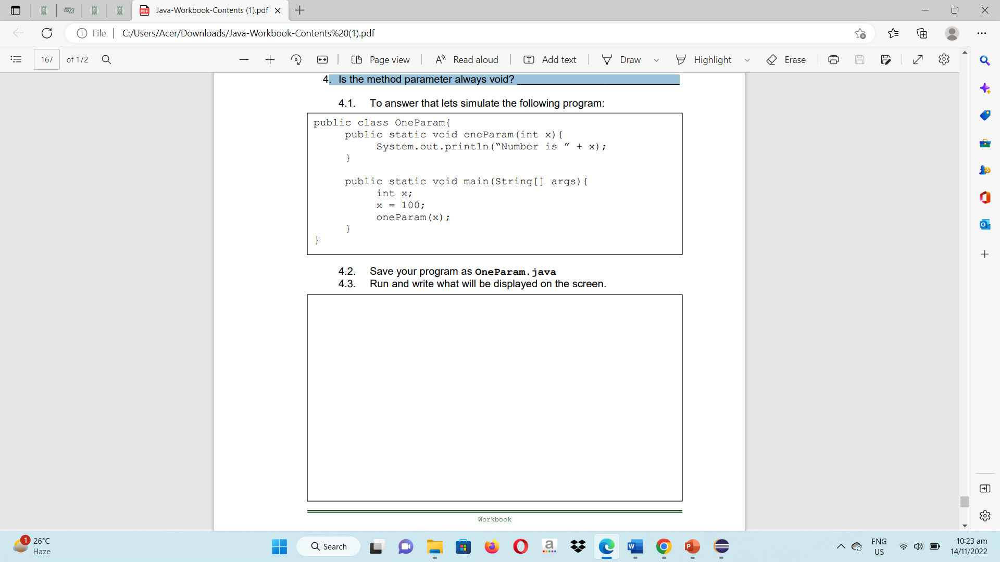 Java-Workbook-Contents (1).pdf
File
C:/Users/Acer/Downloads/Java-Workbook-Contents%20(1).pdf
167 of 172
Page view
Read aloud
Add text
Draw
Highlight
Erase
4. Is the method parameter always void? ____________________________
4.1. To answer that lets simulate the following program:
public class OneParam{
public static void oneParam(int x){
System.out.println(“Number is ” + x);
}
public static void main(String[] args){
int x;
x = 100;
oneParam(x);
}
}
4.2. Save your program as OneParam.java
4.3. Run and write what will be displayed on the screen.
Workbook
1
26°C
Haze
Search
ENG
US
10:23 am
14/11/2022